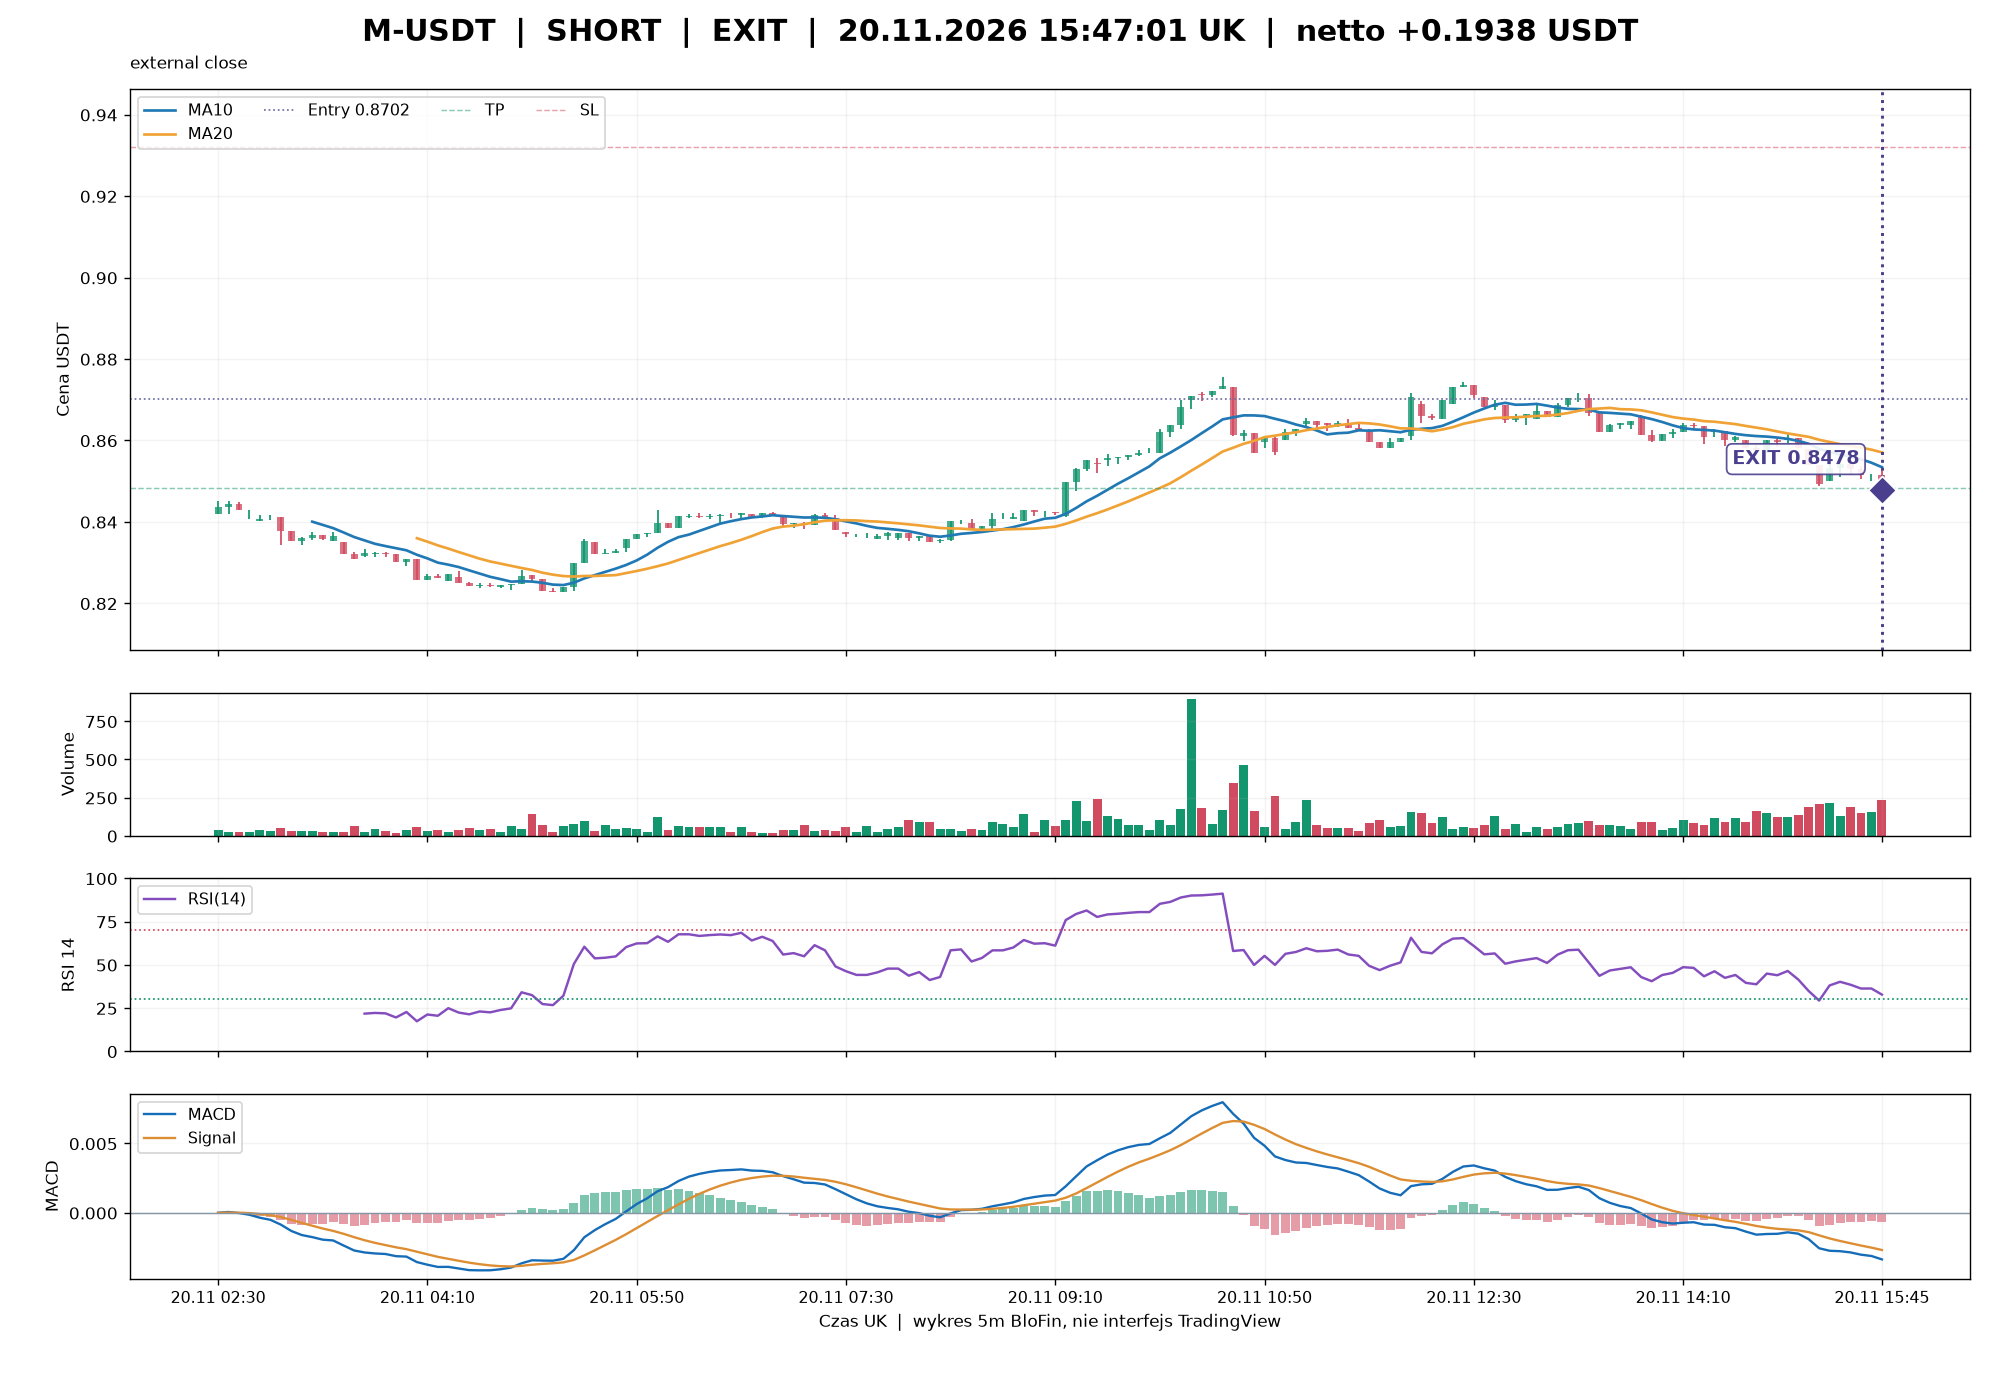 M-USDT | SHORT | EXIT | 20.11.2026 15:47:01 UK | netto +0.1938 USDT
external close
MA10
MA20
Entry 0.8702
TP
SL
Cena USDT
0.94
0.92
0.90
0.88
0.86
0.84
0.82
EXIT 0.8478
Volume
750
500
250
0
RSI 14
RSI(14)
100
75
50
25
0
MACD
MACD
Signal
0.005
0.000
20.11 02:30
20.11 04:10
20.11 05:50
20.11 07:30
20.11 09:10
20.11 10:50
20.11 12:30
20.11 14:10
20.11 15:45
Czas UK | wykres 5m BloFin, nie interfejs TradingView